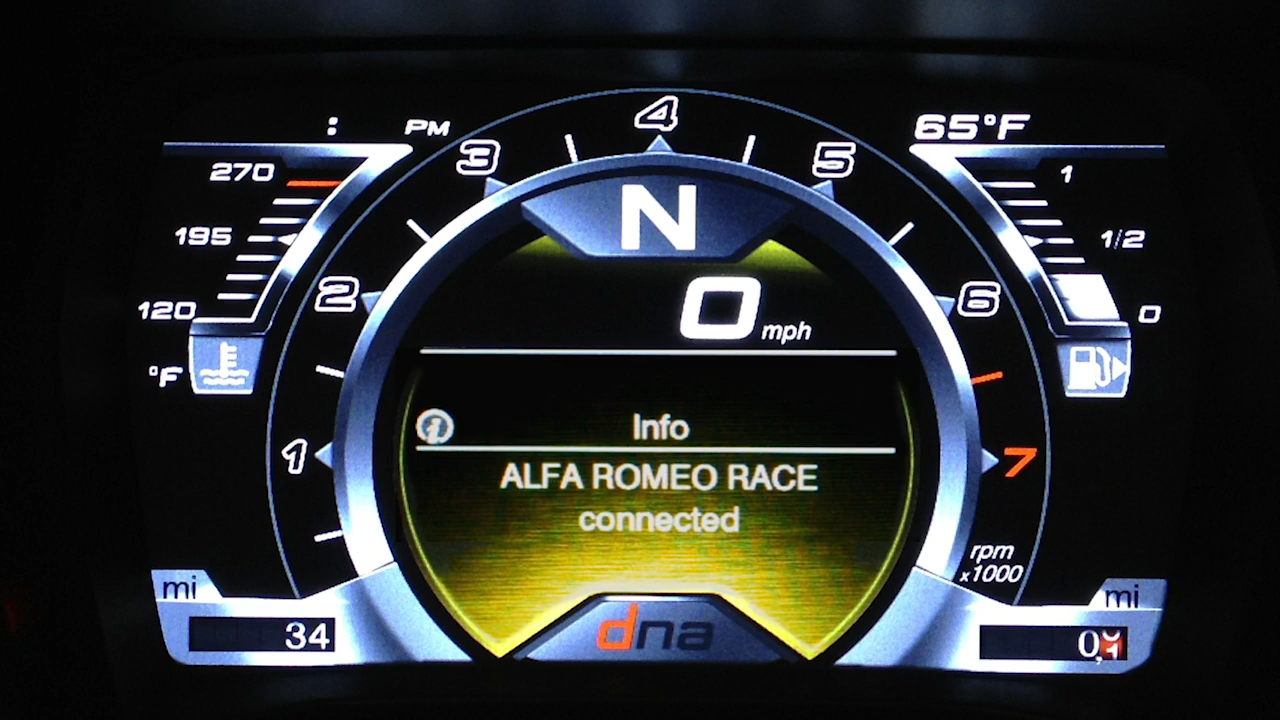 : PM
65°F
4
3
5
270
1
N
195
1/2
2
6
120
0
0 mph
°F
Info
1
7
ALFA ROMEO RACE
connected
rpm
x1000
mi
mi
34
dna